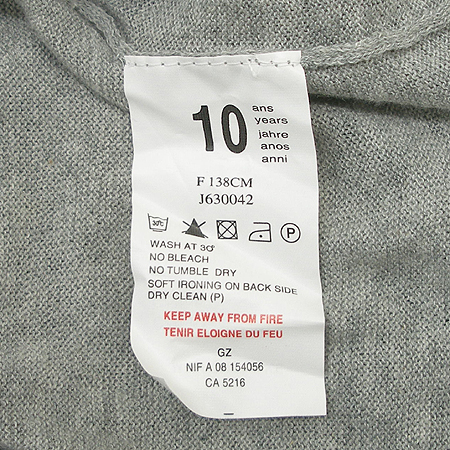 10 ans
years
jahre
anos
anni
F 138CM
J630042
30°C
P
WASH AT 30°
NO BLEACH
NO TUMBLE DRY
SOFT IRONING ON BACK SIDE
DRY CLEAN (P)
KEEP AWAY FROM FIRE
TENIR ELOIGNE DU FEU
GZ
NIF A 08 154056
CA 5216